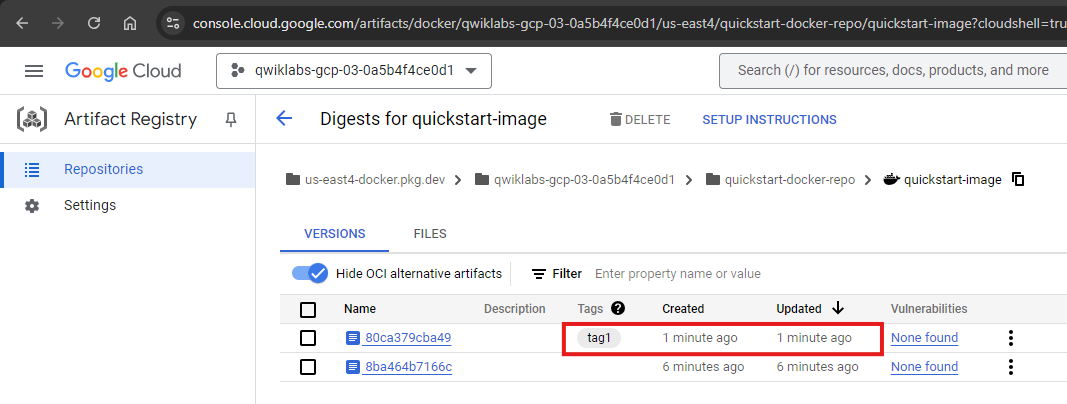 console.cloud.google.com/artifacts/docker/qwiklabs-gcp-03-0a5b4f4ce0d1/us-east4/quickstart-docker-repo/quickstart-image?cloudshell=tru
Google Cloud
qwiklabs-gcp-03-0a5b4f4ce0d1
Search (/) for resources, docs, products, and more
Artifact Registry
Digests for quickstart-image
DELETE
SETUP INSTRUCTIONS
Repositories
Settings
us-east4-docker.pkg.dev
qwiklabs-gcp-03-0a5b4f4ce0d1
quickstart-docker-repo
quickstart-image
VERSIONS
FILES
Hide OCI alternative artifacts
Filter
Enter property name or value
Name Description Tags ? Created Updated Vulnerabilities
80ca379cba49 tag1 1 minute ago 1 minute ago None found
8ba464b7166c 6 minutes ago 6 minutes ago None found